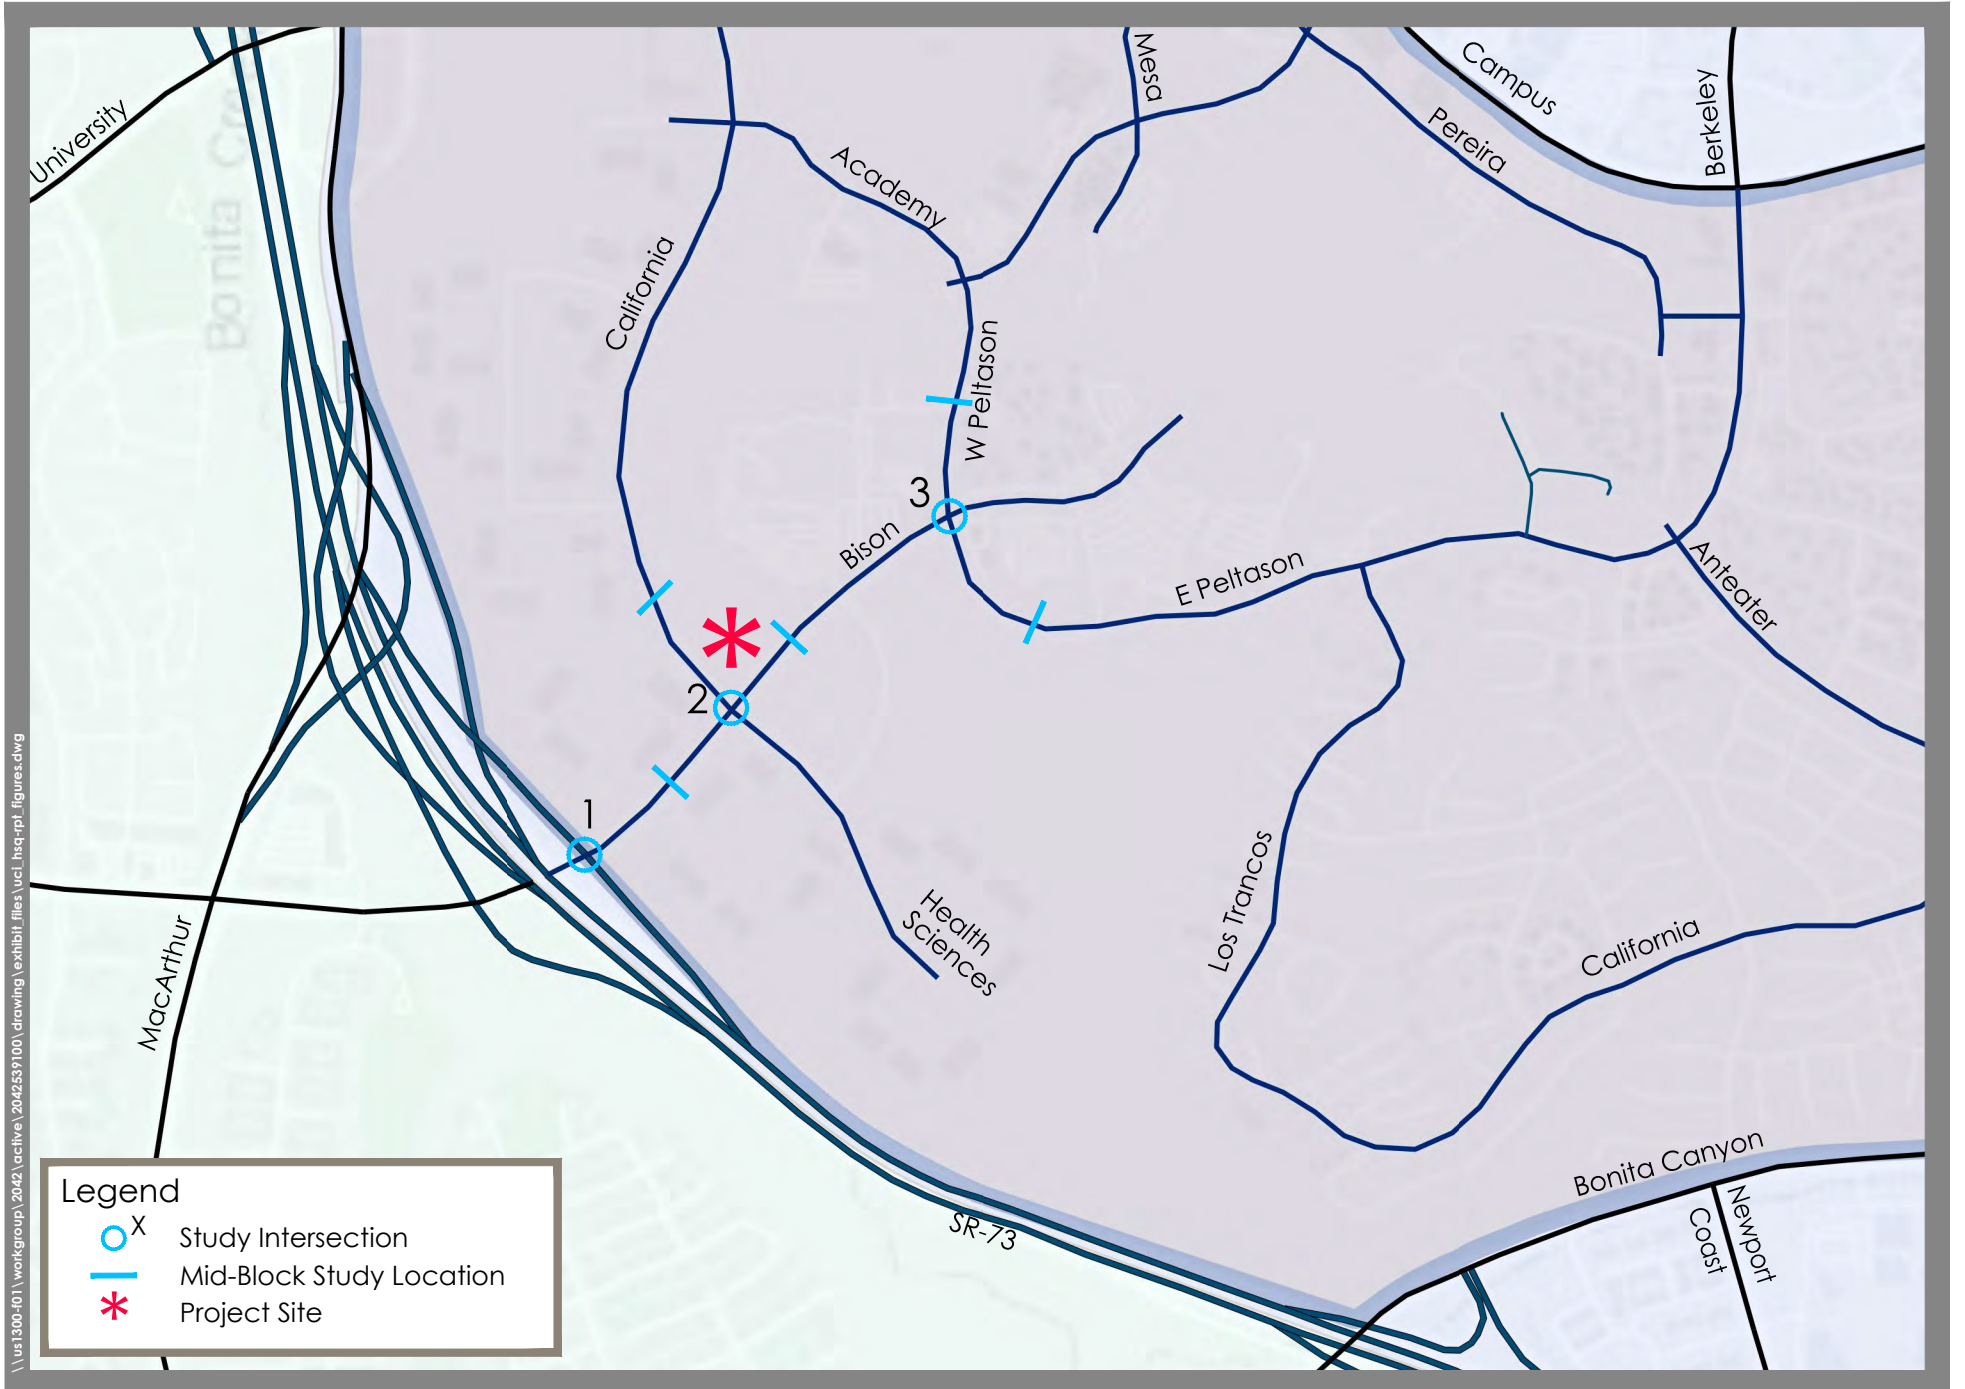 University
Bonita Cre
Mesa
Campus
Berkeley
Pereira
Academy
California
W Peltason
3
Bison
E Peltason
Anteater
2
1
Health
Sciences
Los Trancos
California
MacArthur
Bonita Canyon
Newport
Coast
SR-73
Legend
X Study Intersection
Mid-Block Study Location
* Project Site
\\us1300-f01\workgroup\2042\active\2042539100\drawing\exhibit_files\uci_hsq-rpt_figures.dwg